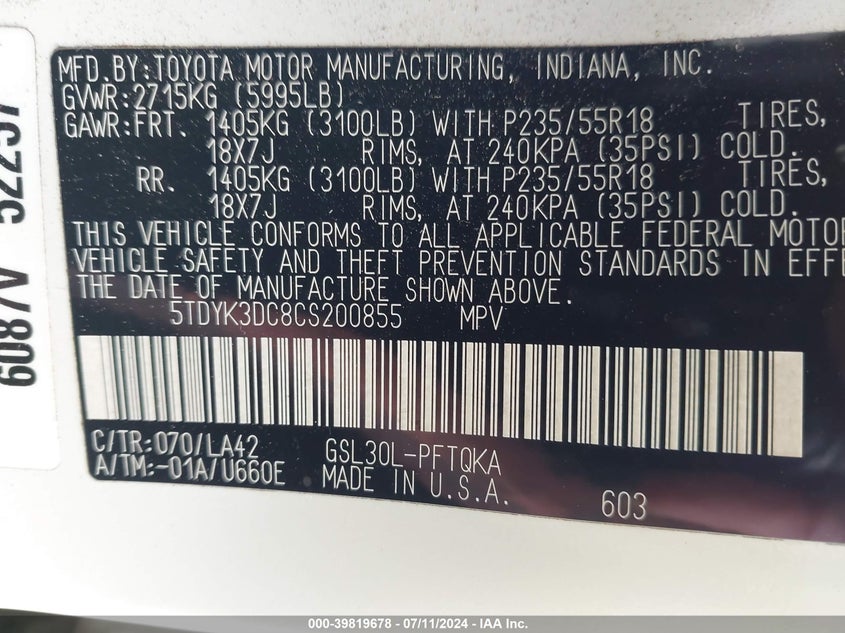 MFD.BY:TOYOTA MOTOR MANUFACTURING, INDIANA, INC.
GVWR:2715KG (5995LB)
GAWR:FRT. 1405KG (3100LB) WITH P235/55R18 TIRES,
18X7J RIMS, AT 240KPA (35PSI) COLD.
RR. 1405KG (3100LB) WITH P235/55R18 TIRES,
18X7J RIMS, AT 240KPA (35PSI) COLD.
THIS VEHICLE CONFORMS TO ALL APPLICABLE FEDERAL MOTOR
VEHICLE SAFETY AND THEFT PREVENTION STANDARDS IN EFFE
THE DATE OF MANUFACTURE SHOWN ABOVE.
5TDYK3DC8CS200855 MPV
C/TR:070/LA42 GSL30L-PFTQKA
A/TM:-01A/U660E MADE IN U.S.A.
603
000-39819678 - 07/11/2024 - IAA Inc.